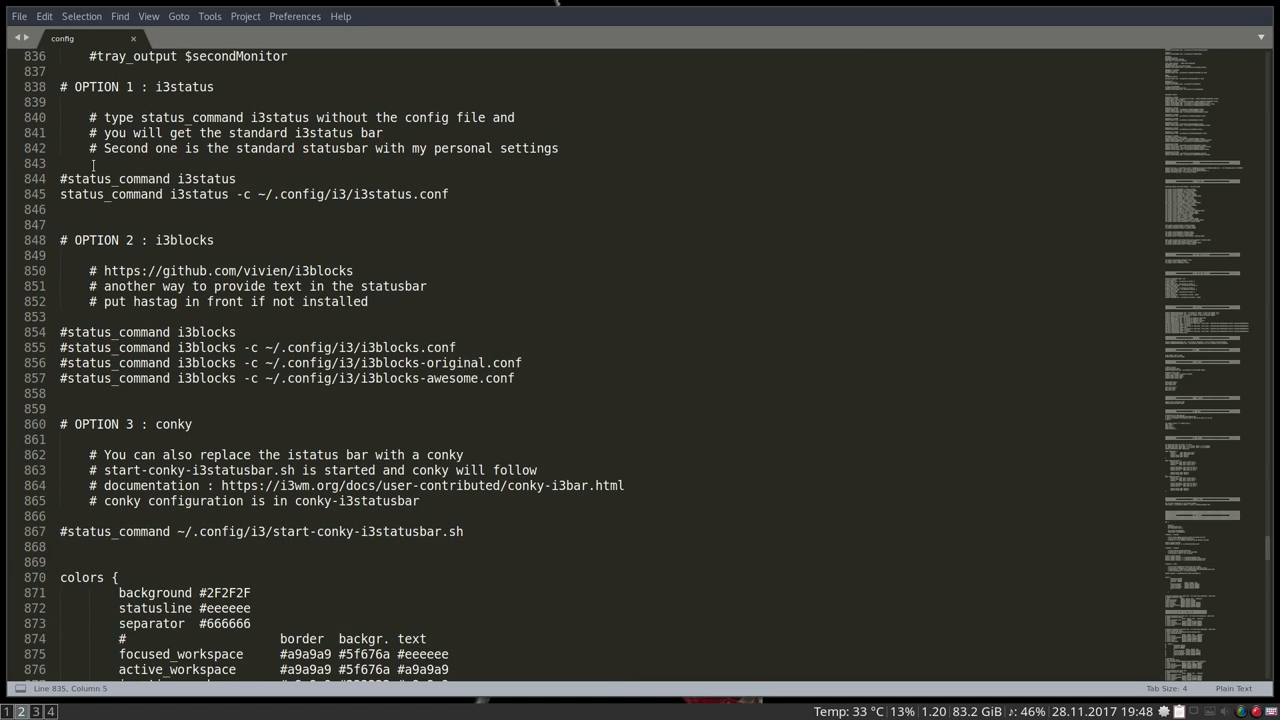 File Edit Selection Find View Goto Tools Project Preferences Help
config
836 #tray_output $secondMonitor
837
838 # OPTION 1 : i3status
839
840 # type status_command i3status without the config file and
841 # you will get the standard i3status bar
842 # Second one is the standard statusbar with my personal settings
843
844 #status_command i3status
845 status_command i3status -c ~/.config/i3/i3status.conf
846
847
848 # OPTION 2 : i3blocks
849
850 # https://github.com/vivien/i3blocks
851 # another way to provide text in the statusbar
852 # put hastag in front if not installed
853
854 #status_command i3blocks
855 #status_command i3blocks -c ~/.config/i3/i3blocks.conf
856 #status_command i3blocks -c ~/.config/i3/i3blocks-original.conf
857 #status_command i3blocks -c ~/.config/i3/i3blocks-awesome.conf
858
859
860 # OPTION 3 : conky
861
862 # You can also replace the istatus bar with a conky
863 # start-conky-i3statusbar.sh is started and conky will follow
864 # documentation : https://i3wm.org/docs/user-contributed/conky-i3bar.html
865 # conky configuration is in conky-i3statusbar
866
867 #status_command ~/.config/i3/start-conky-i3statusbar.sh
868
869
870 colors {
871 background #2F2F2F
872 statusline #eeeeee
873 separator #666666
874 # border backgr. text
875 focused_workspace #a9a9a9 #5f676a #eeeeee
876 active_workspace #a9a9a9 #5f676a #a9a9a9
Line 835, Column 5 Tab Size: 4 Plain Text
1 2 3 4 Temp: 33 °C 13% 1.20 83.2 GiB ♪: 46% 28.11.2017 19:48